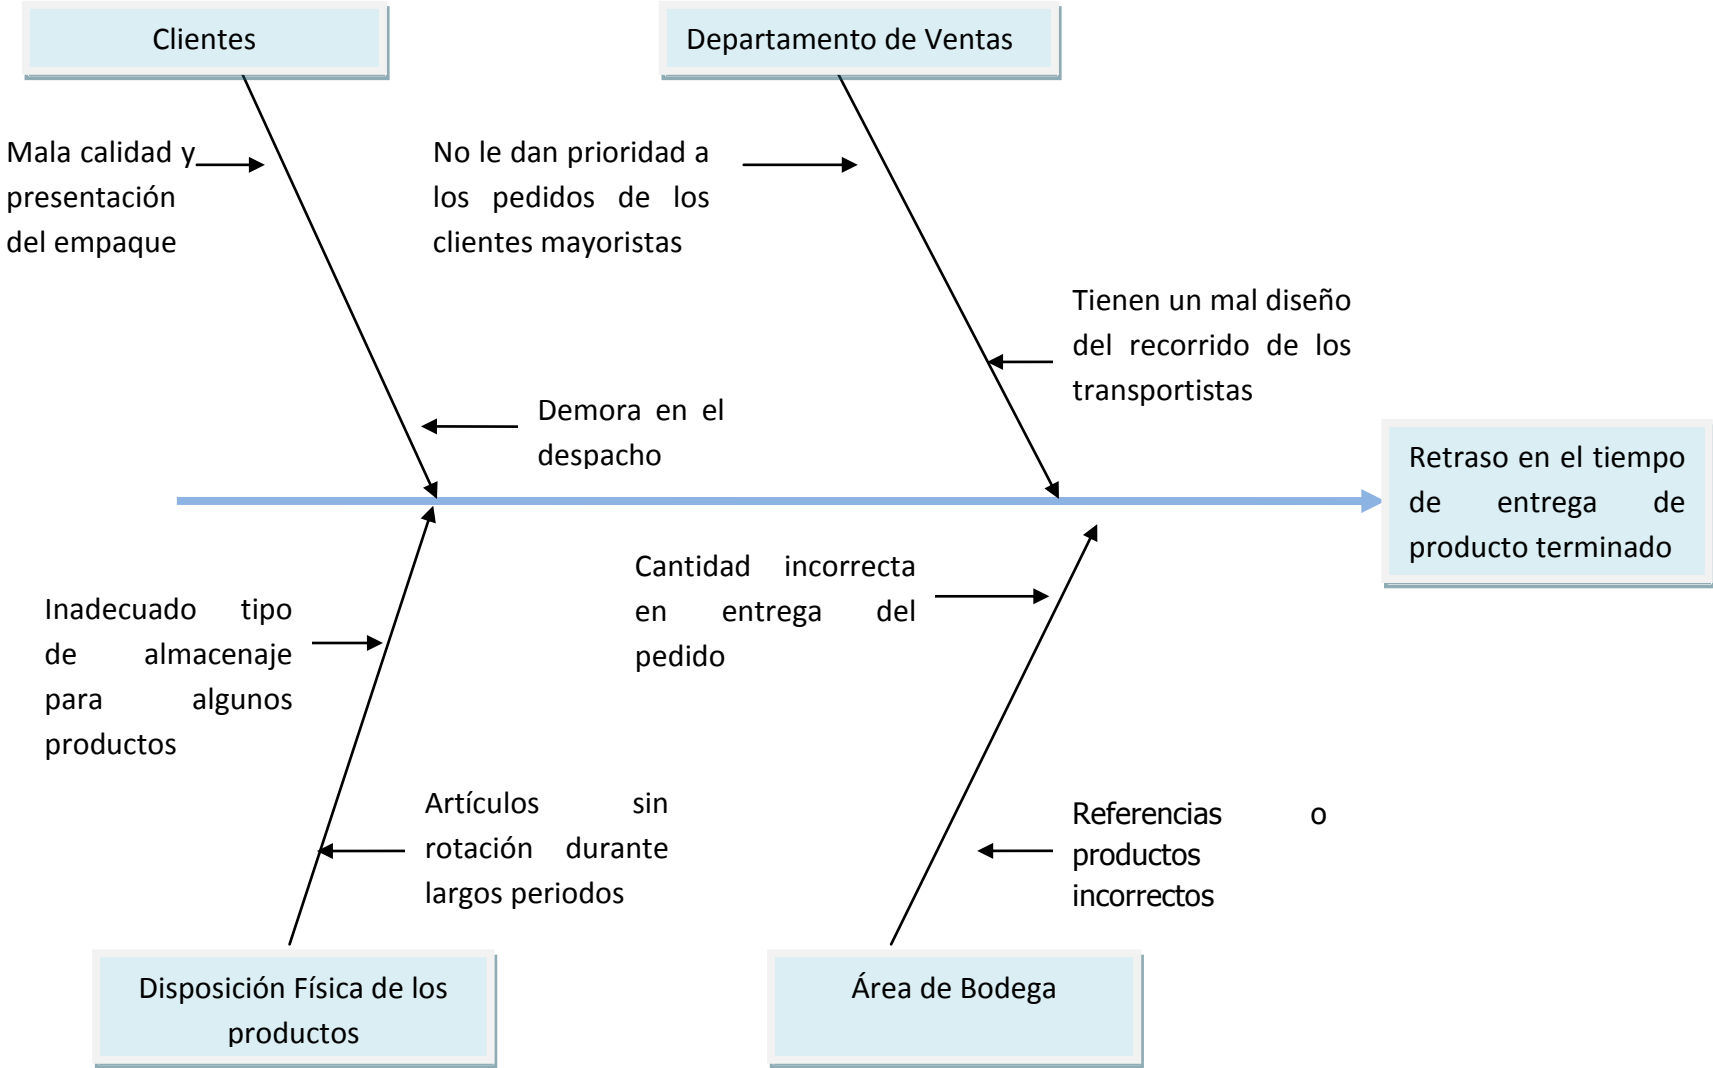 Clientes
Departamento de Ventas
Mala calidad y
presentación
del empaque
No le dan prioridad a
los pedidos de los
clientes mayoristas
Tienen un mal diseño
del recorrido de los
transportistas
Demora en el
despacho
Retraso en el tiempo
de entrega de
producto terminado
Cantidad incorrecta
en entrega del
pedido
Inadecuado tipo
de almacenaje
para algunos
productos
Artículos sin
rotación durante
largos periodos
Referencias o
productos
incorrectos
Disposición Física de los
productos
Área de Bodega